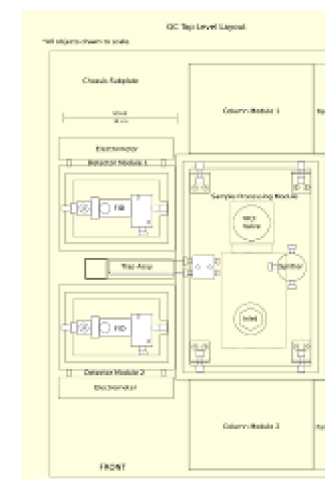 GC Top Level Layout
*All objects drawn to scale
Chassis Subplate
Column Module 1
Electrometer
Detector Module 1
Sample Processing Module
FID
Valve
Trap Assy
Splitter
Inlet
FID
Detector Module 2
Electrometer
Column Module 2
FRONT